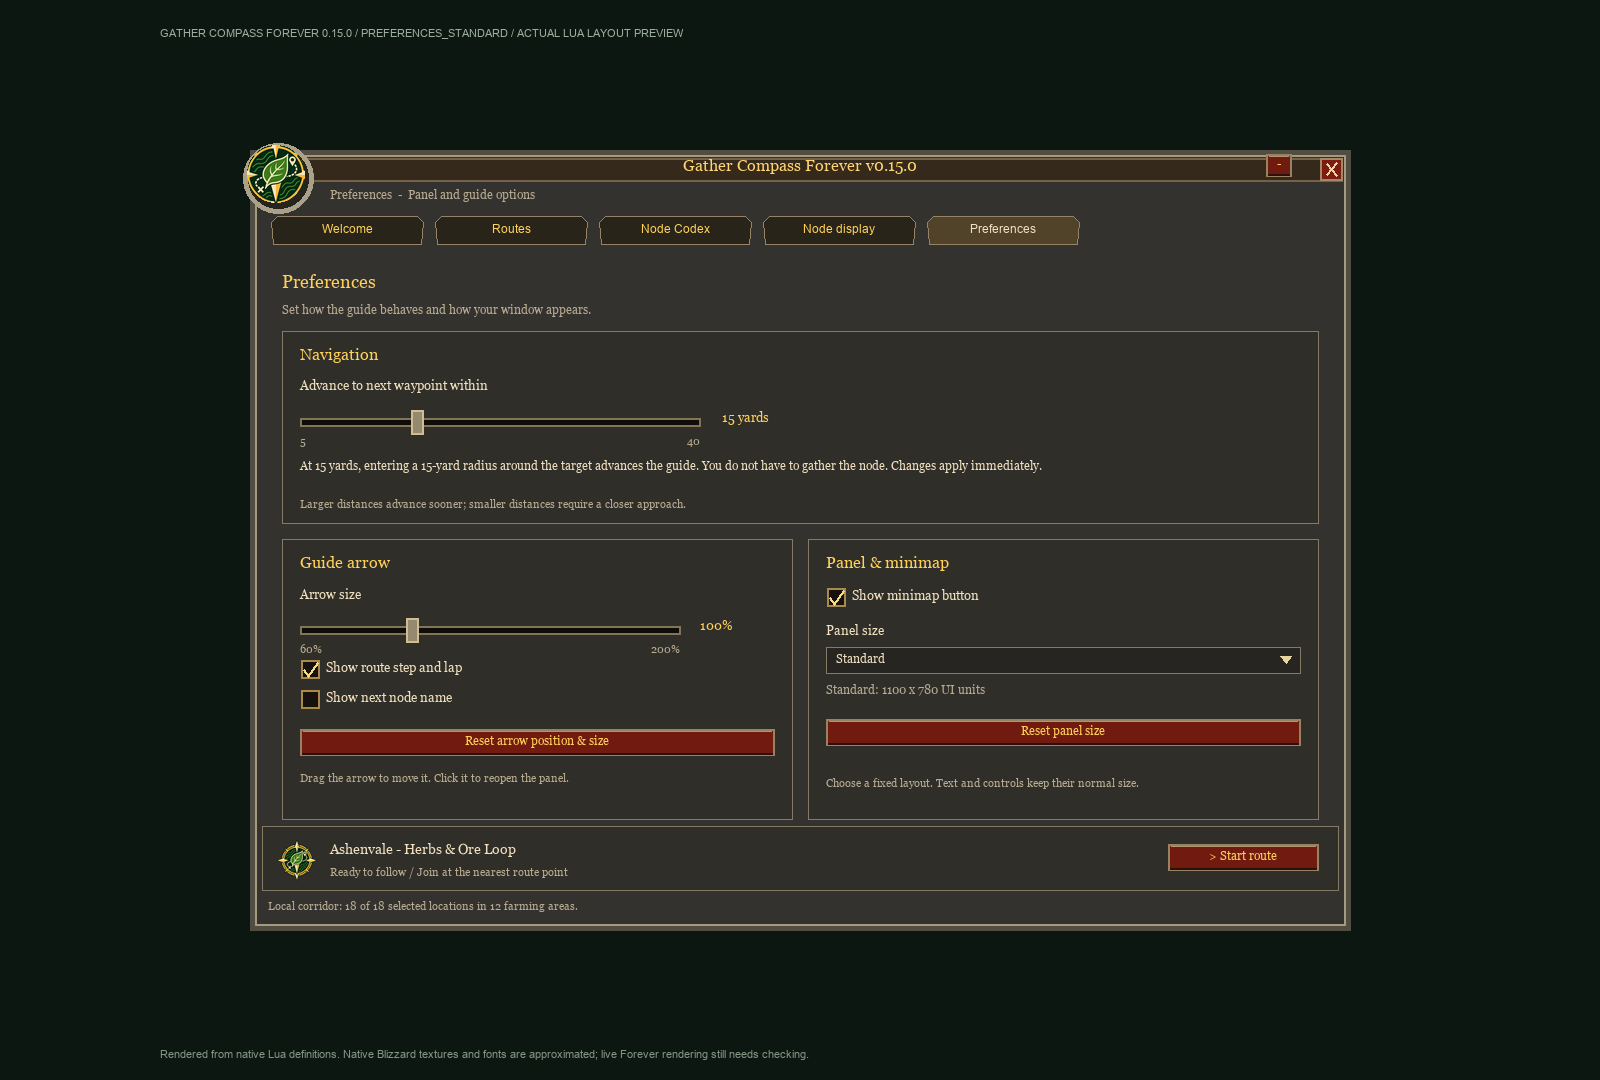 GATHER COMPASS FOREVER 0.15.0 / PREFERENCES_STANDARD / ACTUAL LUA LAYOUT PREVIEW
Gather Compass Forever v0.15.0
-
X
Preferences - Panel and guide options
Welcome
Routes
Node Codex
Node display
Preferences
Preferences
Set how the guide behaves and how your window appears.
Navigation
Advance to next waypoint within
15 yards
5
40
At 15 yards, entering a 15-yard radius around the target advances the guide. You do not have to gather the node. Changes apply immediately.
Larger distances advance sooner; smaller distances require a closer approach.
Guide arrow
Arrow size
100%
60%
200%
Show route step and lap
Show next node name
Reset arrow position & size
Drag the arrow to move it. Click it to reopen the panel.
Panel & minimap
Show minimap button
Panel size
Standard
Standard: 1100 x 780 UI units
Reset panel size
Choose a fixed layout. Text and controls keep their normal size.
Ashenvale - Herbs & Ore Loop
Ready to follow / Join at the nearest route point
> Start route
Local corridor: 18 of 18 selected locations in 12 farming areas.
Rendered from native Lua definitions. Native Blizzard textures and fonts are approximated; live Forever rendering still needs checking.